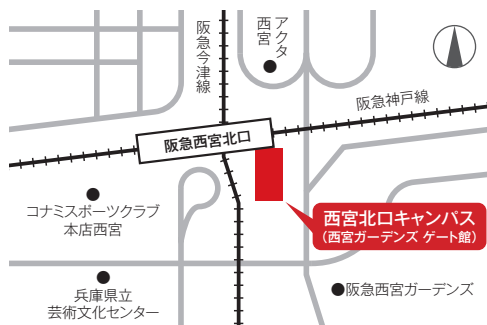 アクタ
西宮
阪急今津線
阪急神戸線
阪急西宮北口
コナミスポーツクラブ
本店西宮
西宮北口キャンパス
(西宮ガーデンズ ゲート館)
兵庫県立
芸術文化センター
阪急西宮ガーデンズ